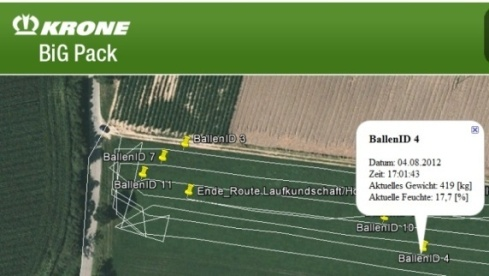 KRONE
BiG Pack
BallenID 3
BallenID 7
BallenID 11
Ende_Route.Laufkundschaft/Ho
BallenID 10
BallenID 4
BallenID 4
Datum: 04.08.2012
Zeit: 17:01:43
Aktuelles Gewicht: 419 [kg]
Aktuelle Feuchte: 17,7 [%]